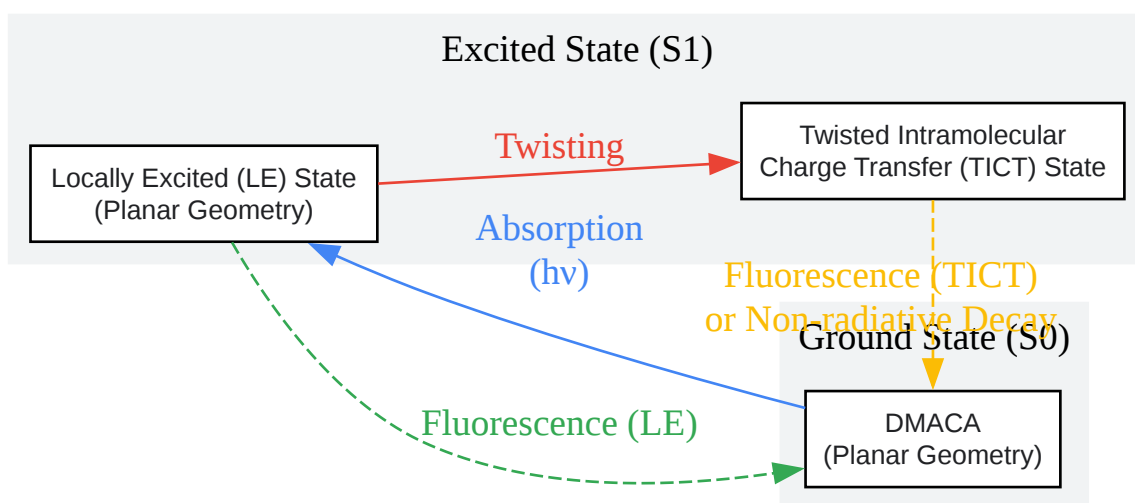 Excited State (S1)
Twisted Intramolecular
Charge Transfer (TICT) State
Twisting
Locally Excited (LE) State
(Planar Geometry)
Absorption
(hν)
Fluorescence (TICT)
or Non-radiative Decay
Ground State (S0)
DMACA
(Planar Geometry)
Fluorescence (LE)